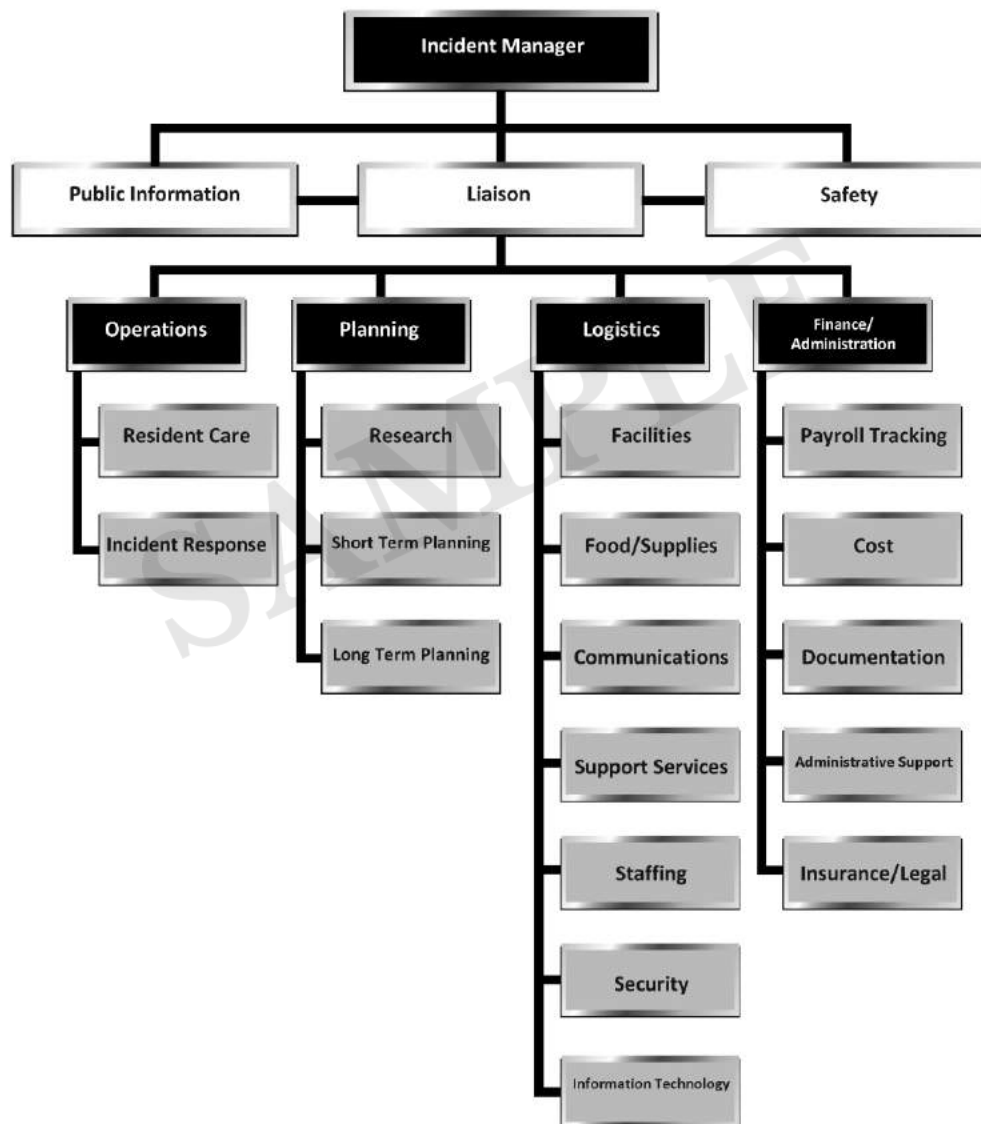 Incident Manager
Public Information
Liaison
Safety
Operations
Planning
Logistics
Finance/
Administration
Resident Care
Research
Facilities
Payroll Tracking
Incident Response
Short Term Planning
Food/Supplies
Cost
Long Term Planning
Communications
Documentation
Support Services
Administrative Support
Staffing
Insurance/Legal
Security
Information Technology
SAMPLE